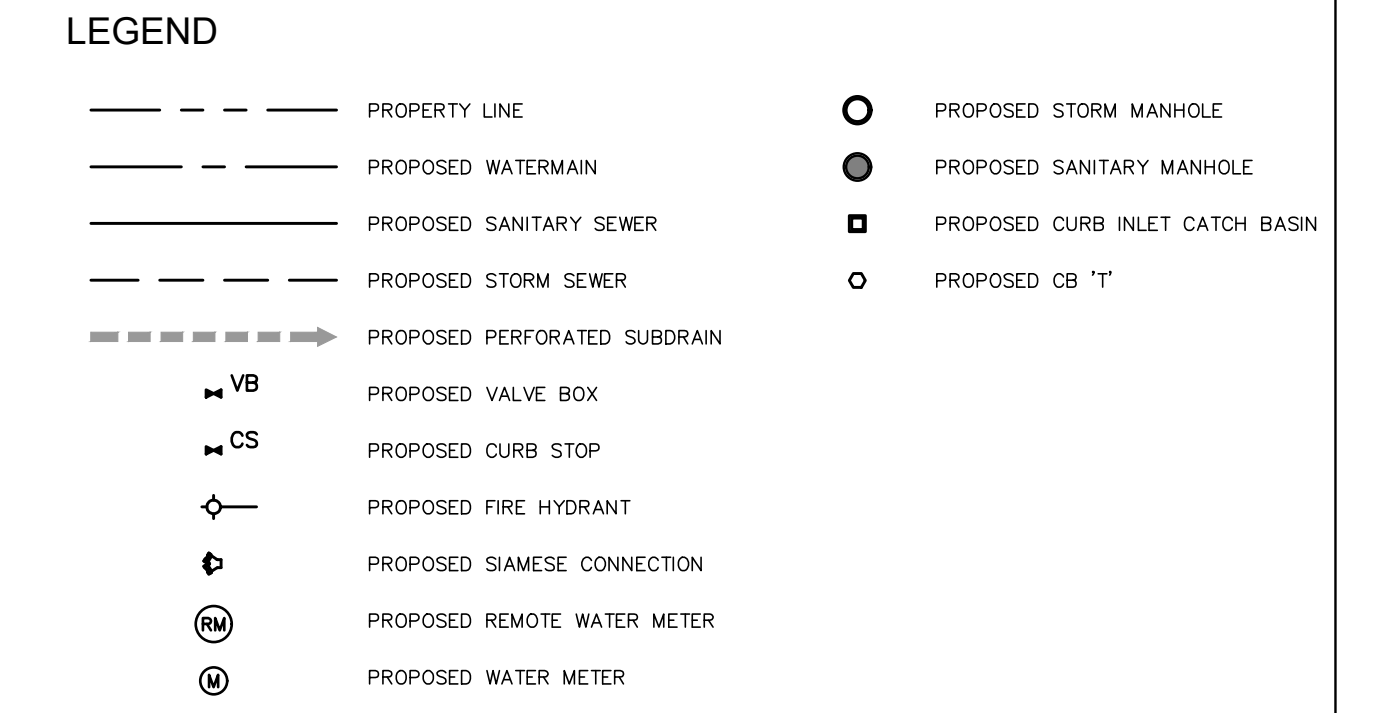 LEGEND
PROPERTY LINE
PROPOSED WATERMAIN
PROPOSED SANITARY SEWER
PROPOSED STORM SEWER
PROPOSED PERFORATED SUBDRAIN
VB PROPOSED VALVE BOX
CS PROPOSED CURB STOP
PROPOSED FIRE HYDRANT
PROPOSED SIAMESE CONNECTION
RM PROPOSED REMOTE WATER METER
M PROPOSED WATER METER
PROPOSED STORM MANHOLE
PROPOSED SANITARY MANHOLE
PROPOSED CURB INLET CATCH BASIN
PROPOSED CB 'T'